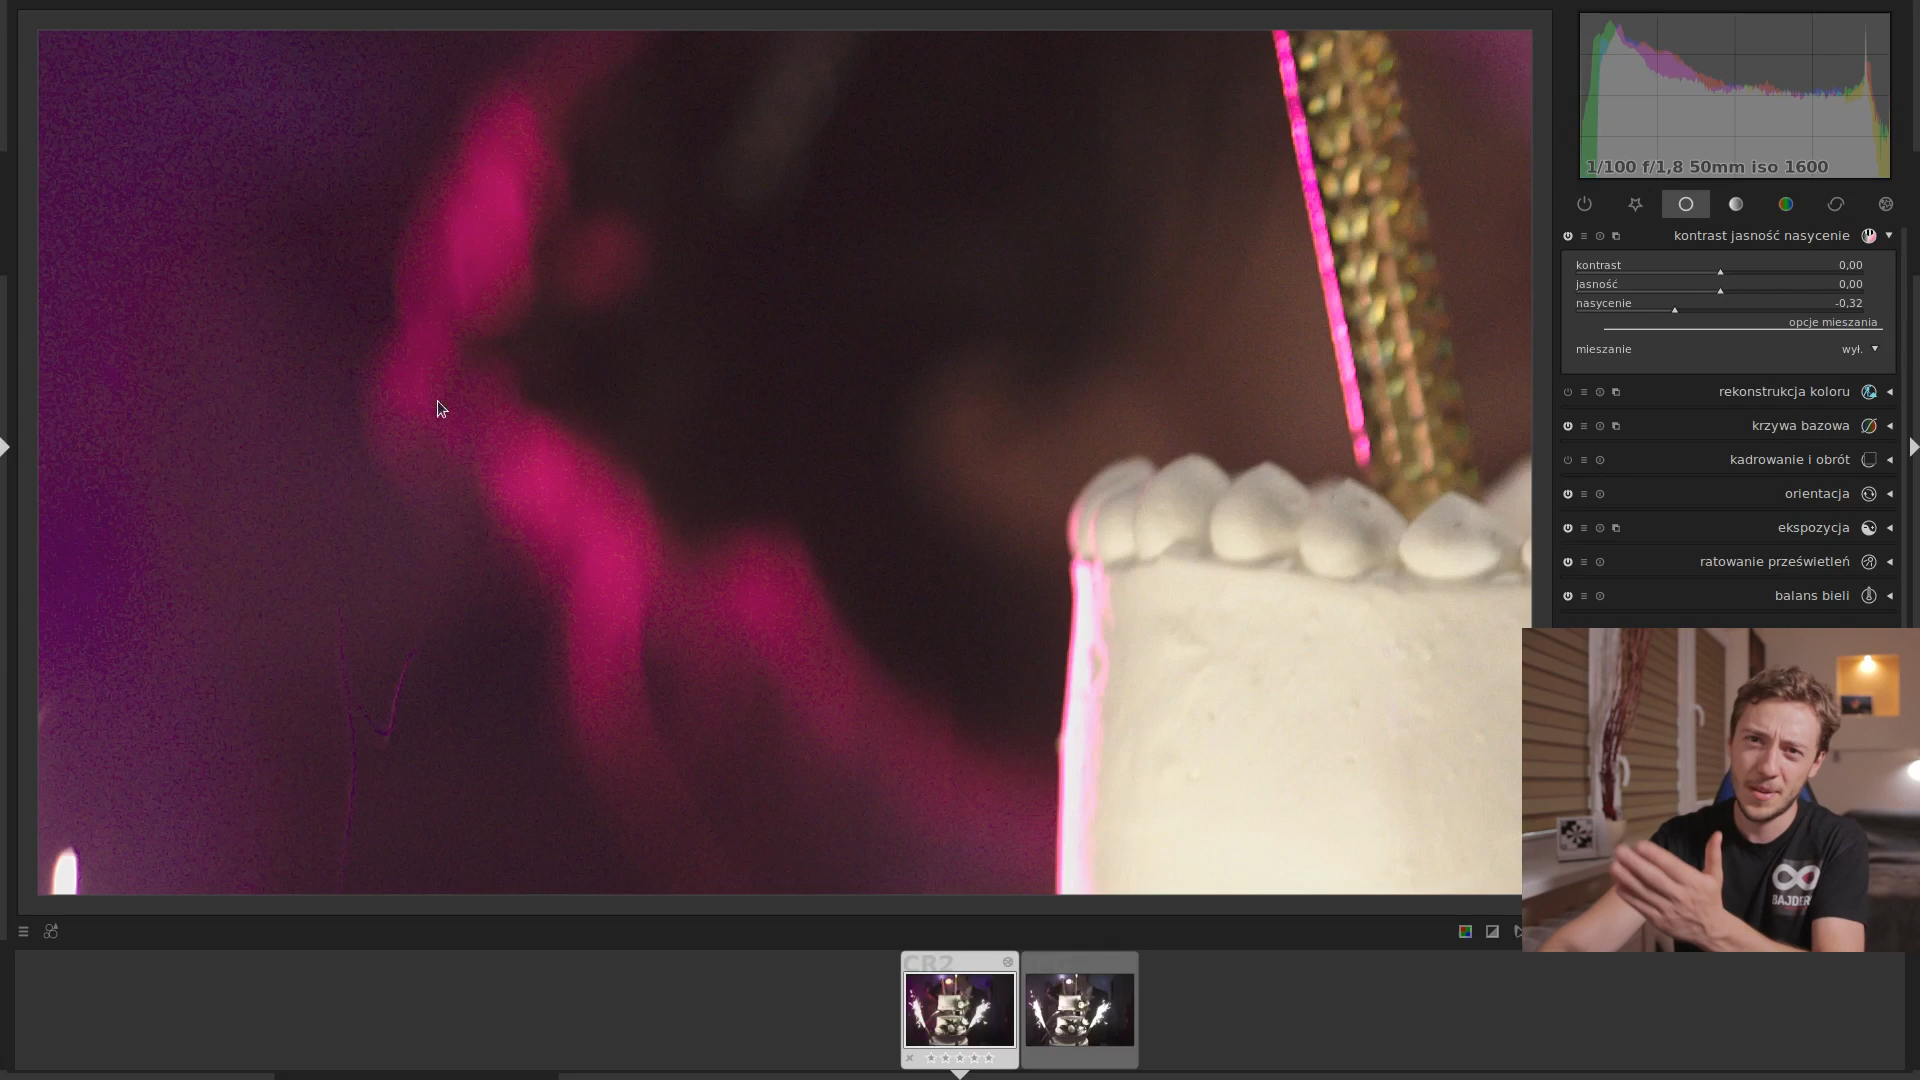 1/100 f/1,8 50mm iso 1600
kontrast jasność nasycenie
kontrast 0,00
jasność 0,00
nasycenie -0,32
opcje mieszania
mieszanie wył.
rekonstrukcja koloru
krzywa bazowa
kadrowanie i obrót
orientacja
ekspozycja
ratowanie prześwietleń
balans bieli
BAJDER
CR2